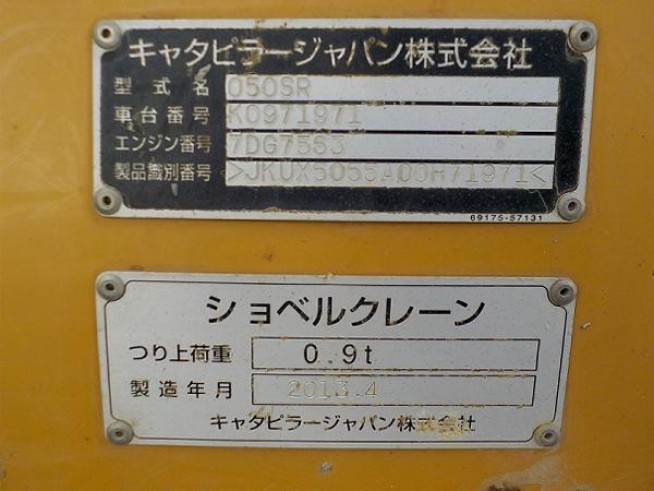 キャタピラージャパン株式会社
型式名 050SR
車台番号 K0971971
エンジン番号 7DG7563
製品識別番号 >JKUX5055A00H71971<
69175-57131
ショベルクレーン
つり上荷重 0.9t
製造年月 2013.4
キャタピラージャパン株式会社